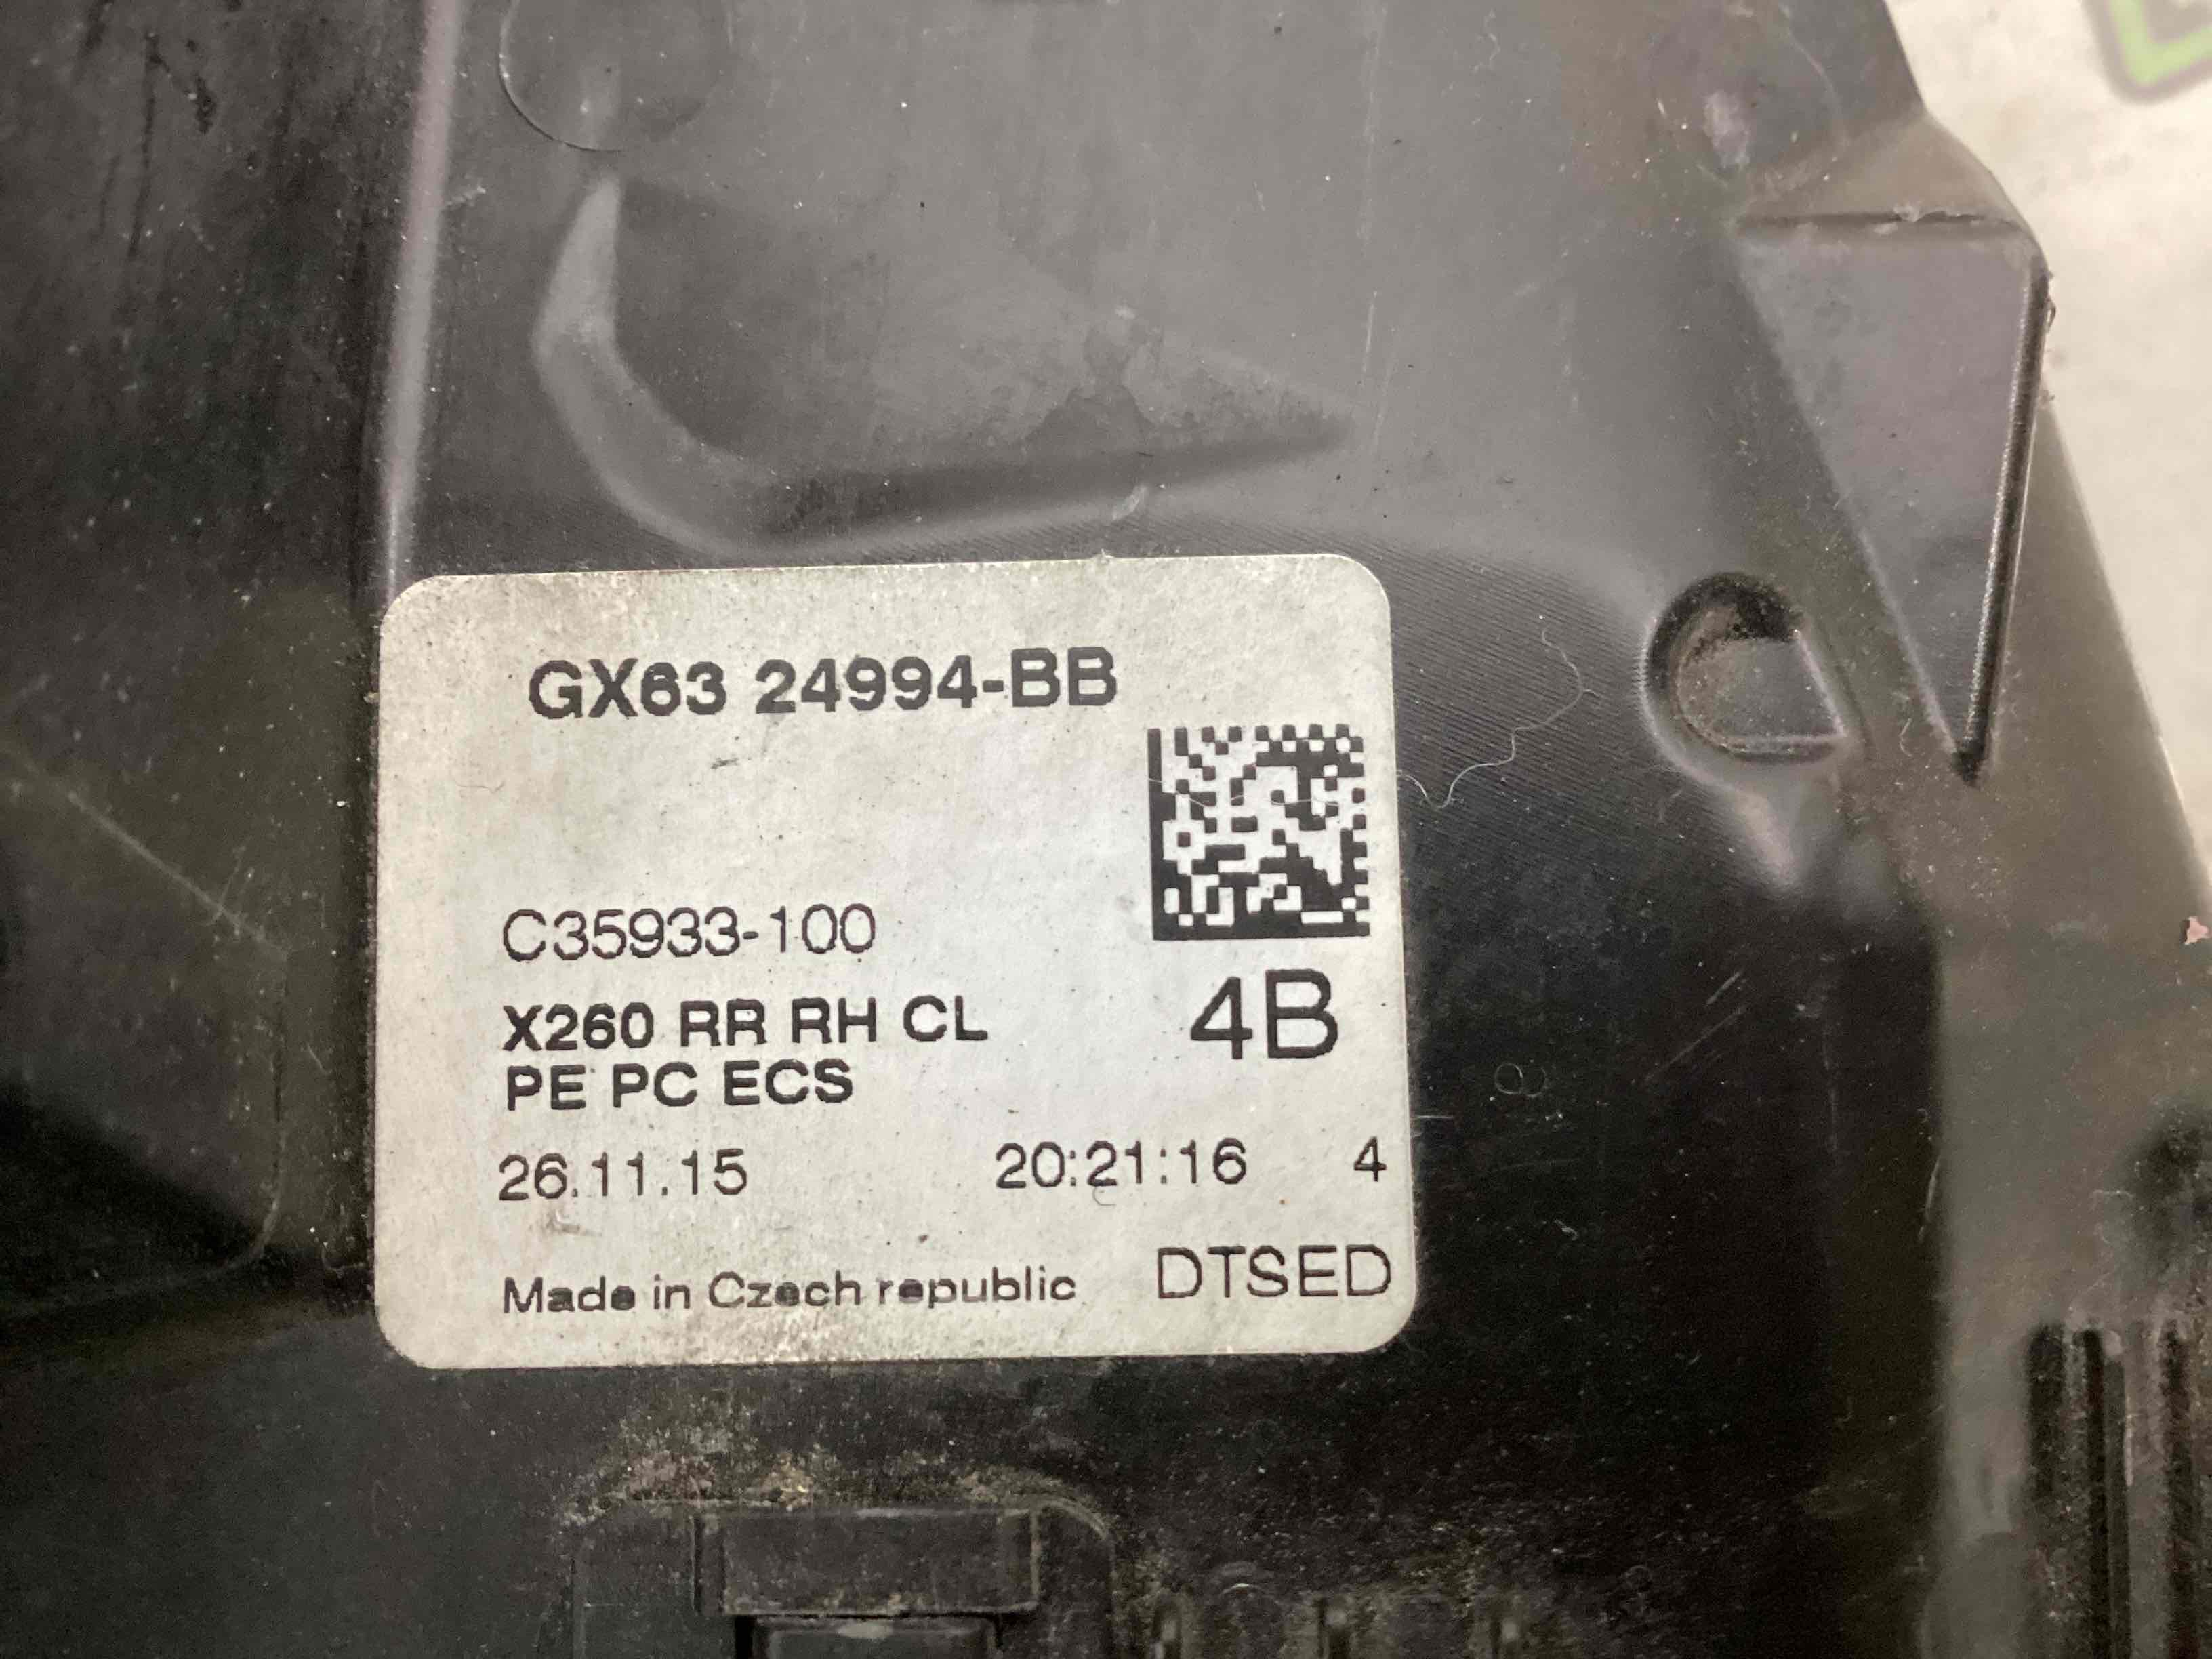 GX63 24994-BB
C35933-100
4B
X260 RR RH CL
PE PC ECS
26.11.15 20:21:16 4
Made in Czech republic DTSED